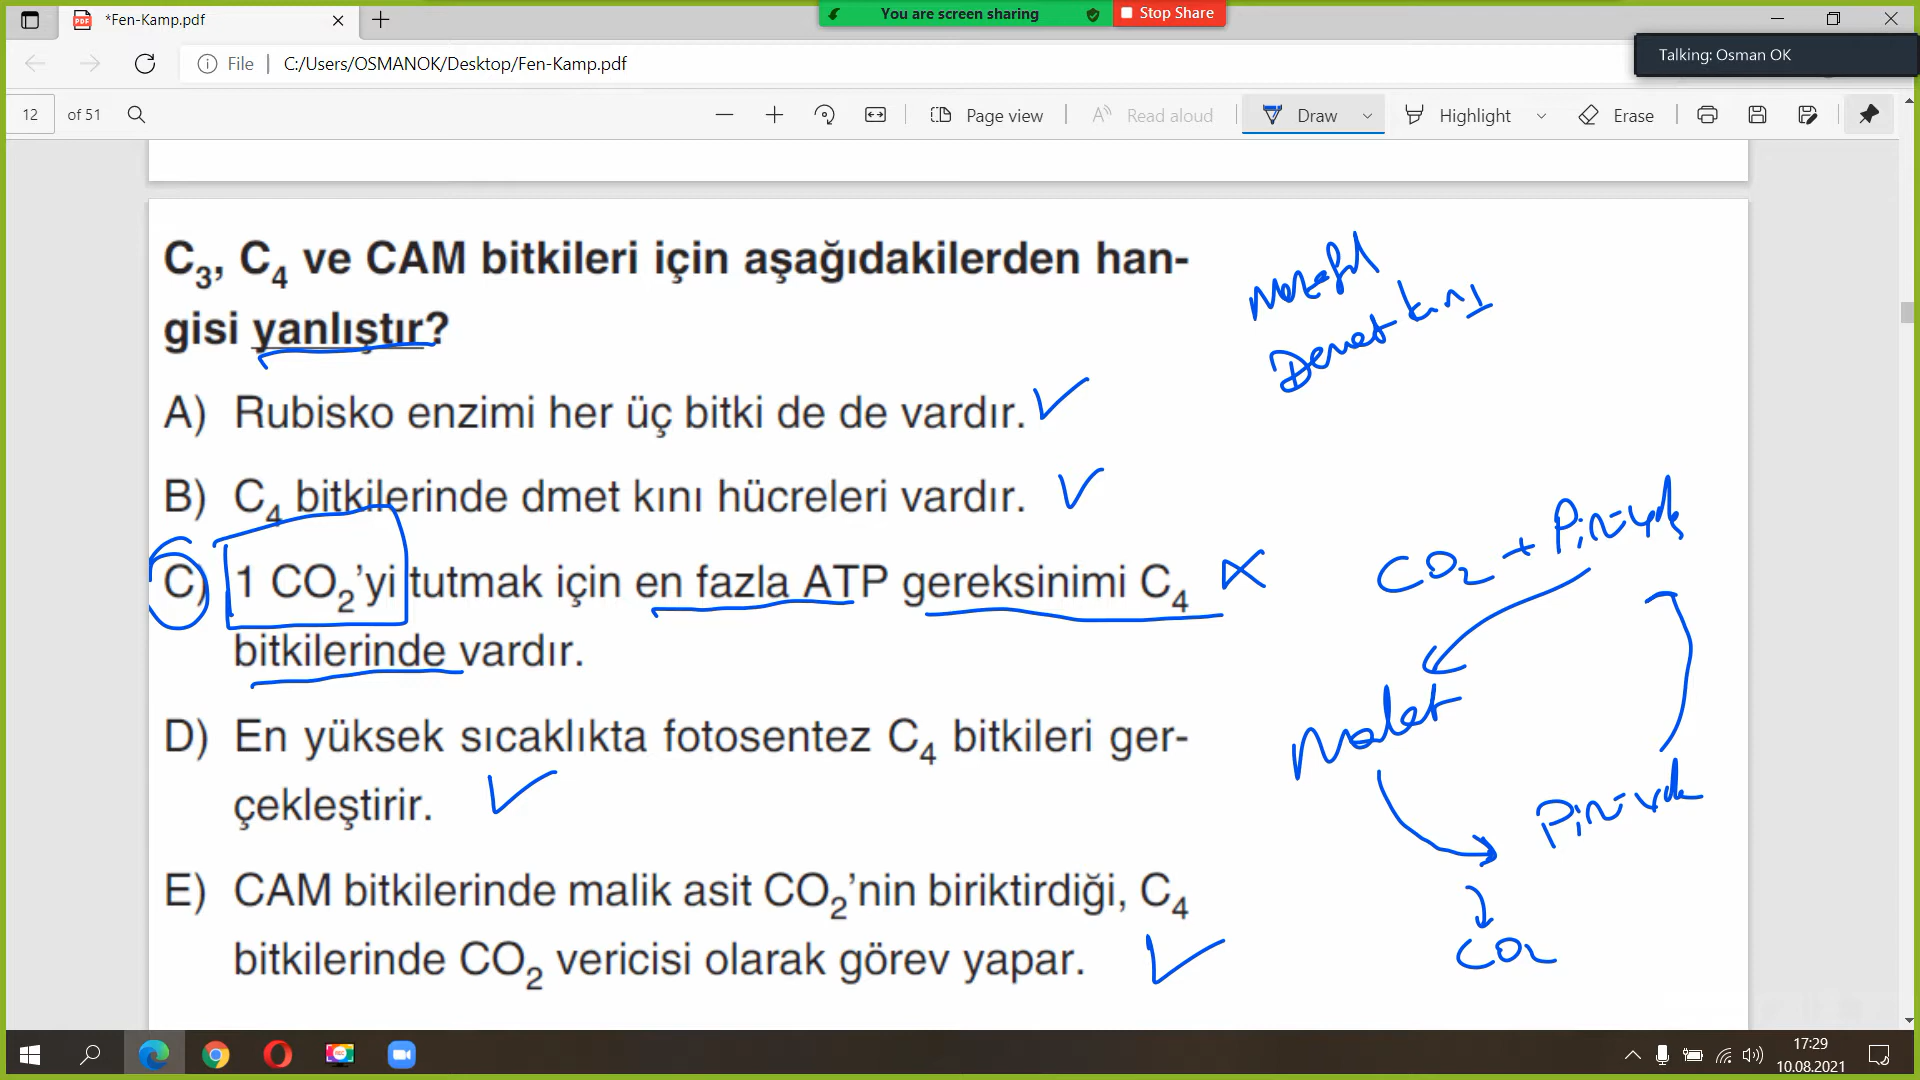 *Fen-Kamp.pdf
You are screen sharing
Stop Share
Talking: Osman OK
File
C:/Users/OSMANOK/Desktop/Fen-Kamp.pdf
12 of 51
Page view
Read aloud
Draw
Highlight
Erase
C3, C4 ve CAM bitkileri için aşağıdakilerden han-
gisi yanlıştır?
A) Rubisko enzimi her üç bitki de de vardır.
B) C4 bitkilerinde dmet kını hücreleri vardır.
C) 1 CO2'yi tutmak için en fazla ATP gereksinimi C4
bitkilerinde vardır.
D) En yüksek sıcaklıkta fotosentez C4 bitkileri ger-
çekleştirir.
E) CAM bitkilerinde malik asit CO2'nin biriktirdiği, C4
bitkilerinde CO2 vericisi olarak görev yapar.
Mezofil
Demet kını
CO2 + Pirüvik
Malat
Pirüvik
CO2
17:29
10.08.2021